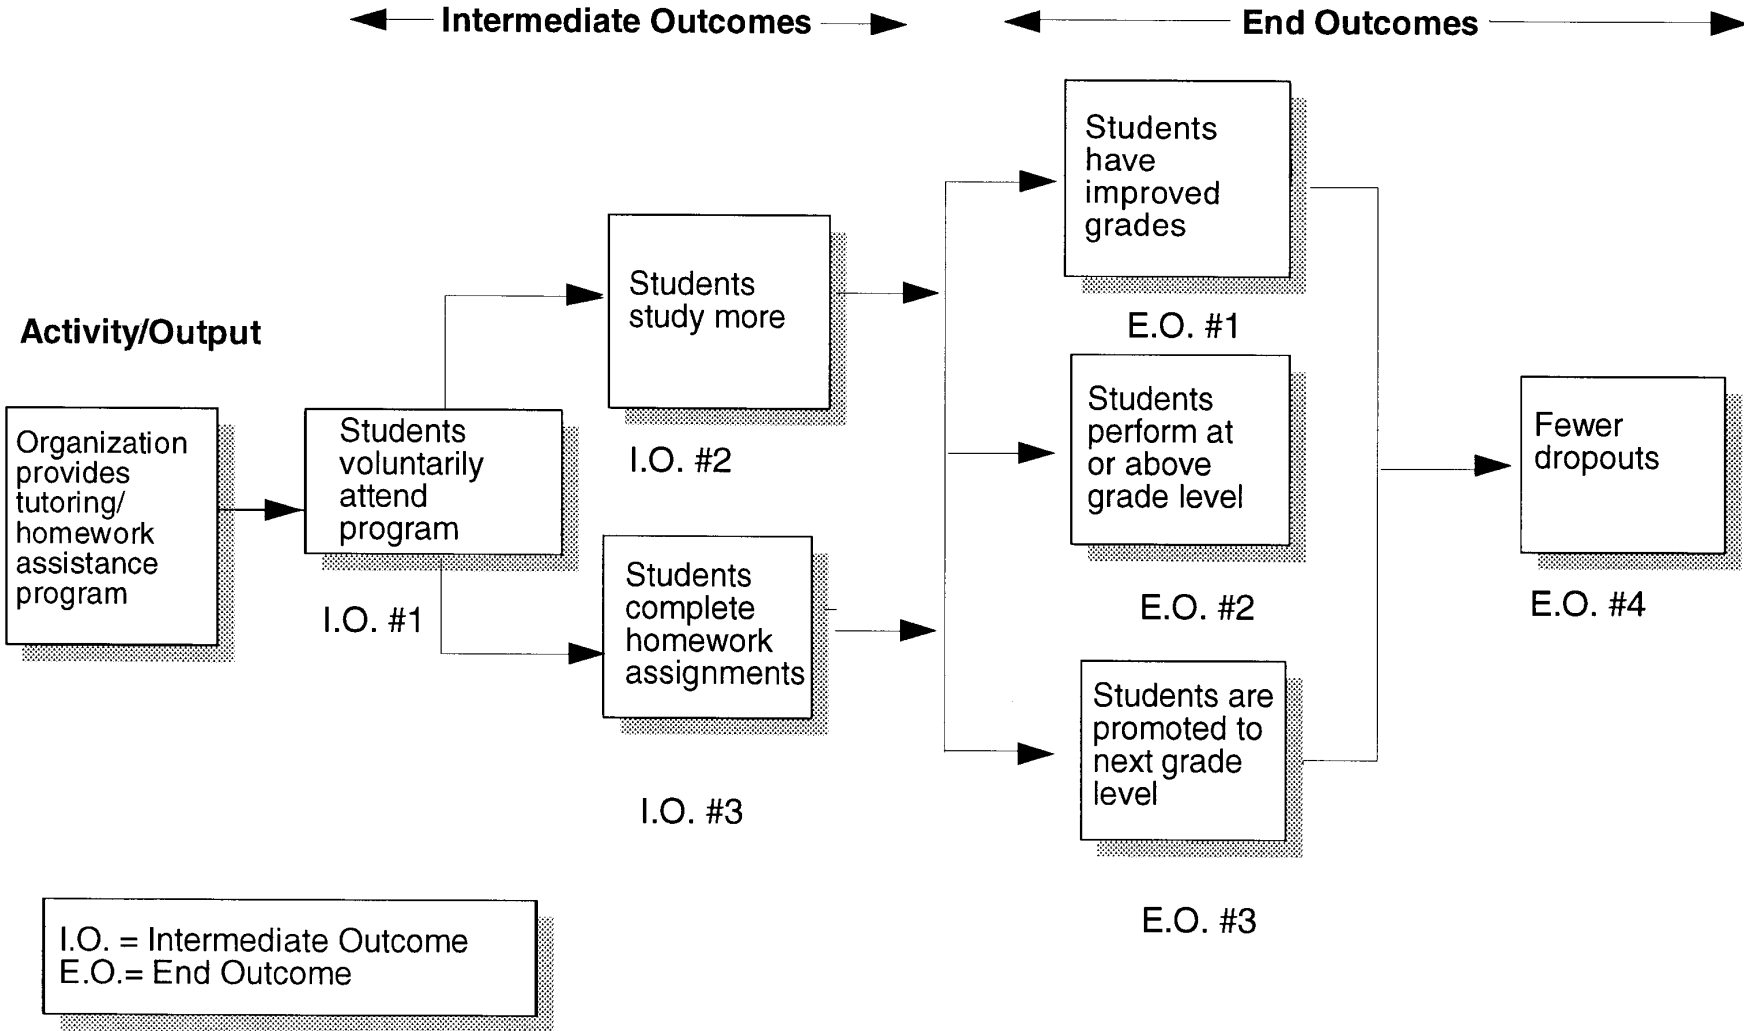 Intermediate Outcomes
End Outcomes
Activity/Output
Organization
provides
tutoring/
homework
assistance
program
Students
voluntarily
attend
program
I.O. #1
Students
study more
I.O. #2
Students
complete
homework
assignments
I.O. #3
Students
have
improved
grades
E.O. #1
Students
perform at
or above
grade level
E.O. #2
Students are
promoted to
next grade
level
E.O. #3
Fewer
dropouts
E.O. #4
I.O. = Intermediate Outcome
E.O.= End Outcome